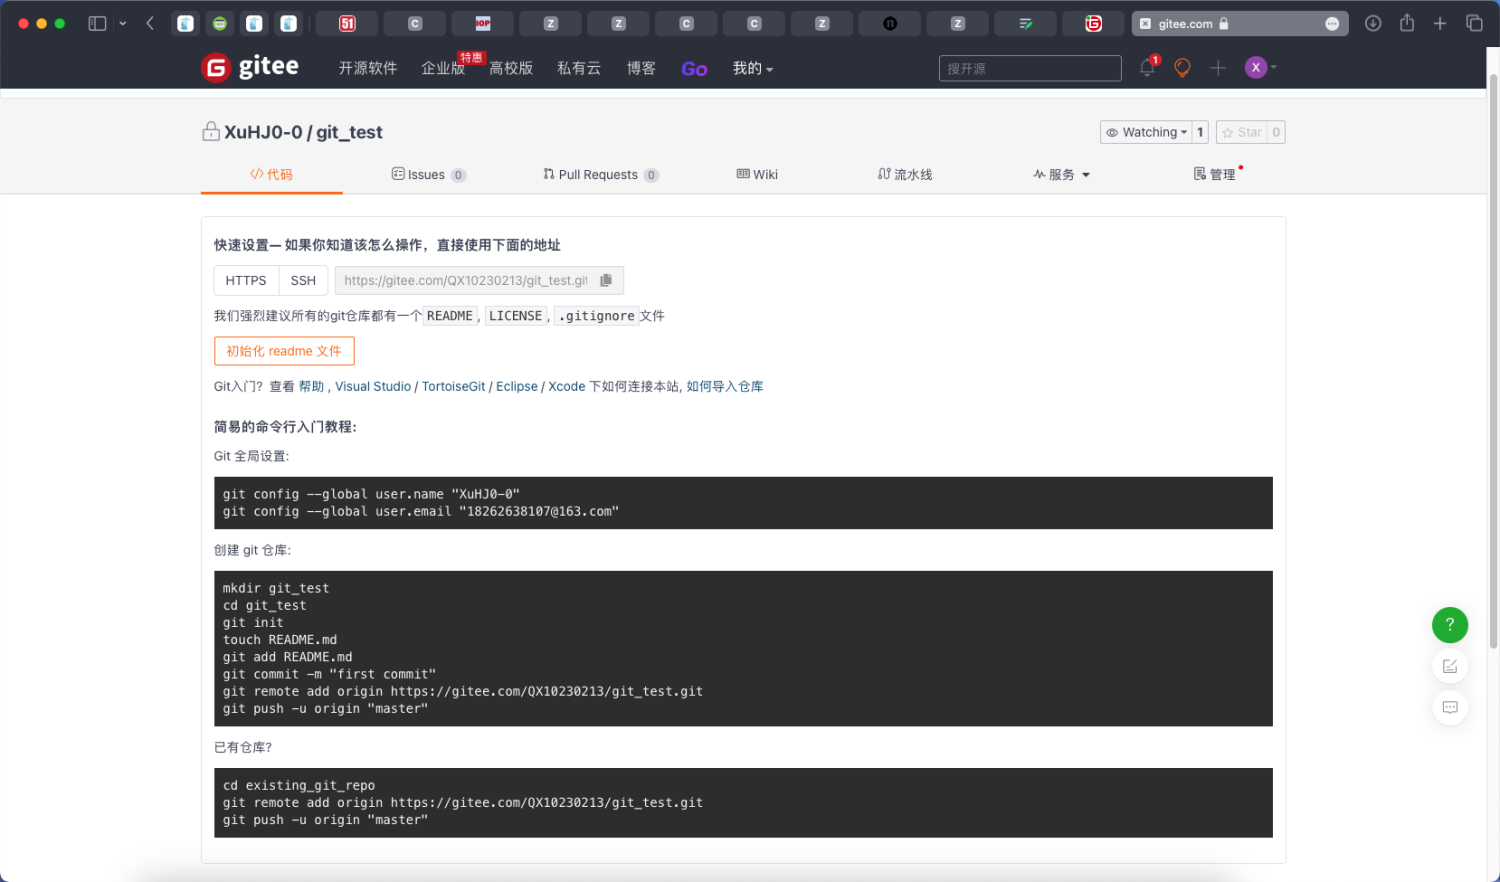 51 C IOP Z Z C C Z n Z G gitee.com
gitee 开源软件 企业版 特惠 高校版 私有云 博客 Go 我的 搜开源 1 X
XuHJ0-0 / git_test Watching 1 Star 0
代码 Issues 0 Pull Requests 0 Wiki 流水线 服务 管理
快速设置— 如果你知道该怎么操作，直接使用下面的地址
HTTPS SSH https://gitee.com/QX10230213/git_test.git
我们强烈建议所有的git仓库都有一个 README, LICENSE, .gitignore 文件
初始化 readme 文件
Git入门？查看 帮助 , Visual Studio / TortoiseGit / Eclipse / Xcode 下如何连接本站, 如何导入仓库
简易的命令行入门教程:
Git 全局设置:
git config --global user.name "XuHJ0-0"
git config --global user.email "18262638107@163.com"
创建 git 仓库:
mkdir git_test
cd git_test
git init
touch README.md
git add README.md
git commit -m "first commit"
git remote add origin https://gitee.com/QX10230213/git_test.git
git push -u origin "master"
?
已有仓库?
cd existing_git_repo
git remote add origin https://gitee.com/QX10230213/git_test.git
git push -u origin "master"